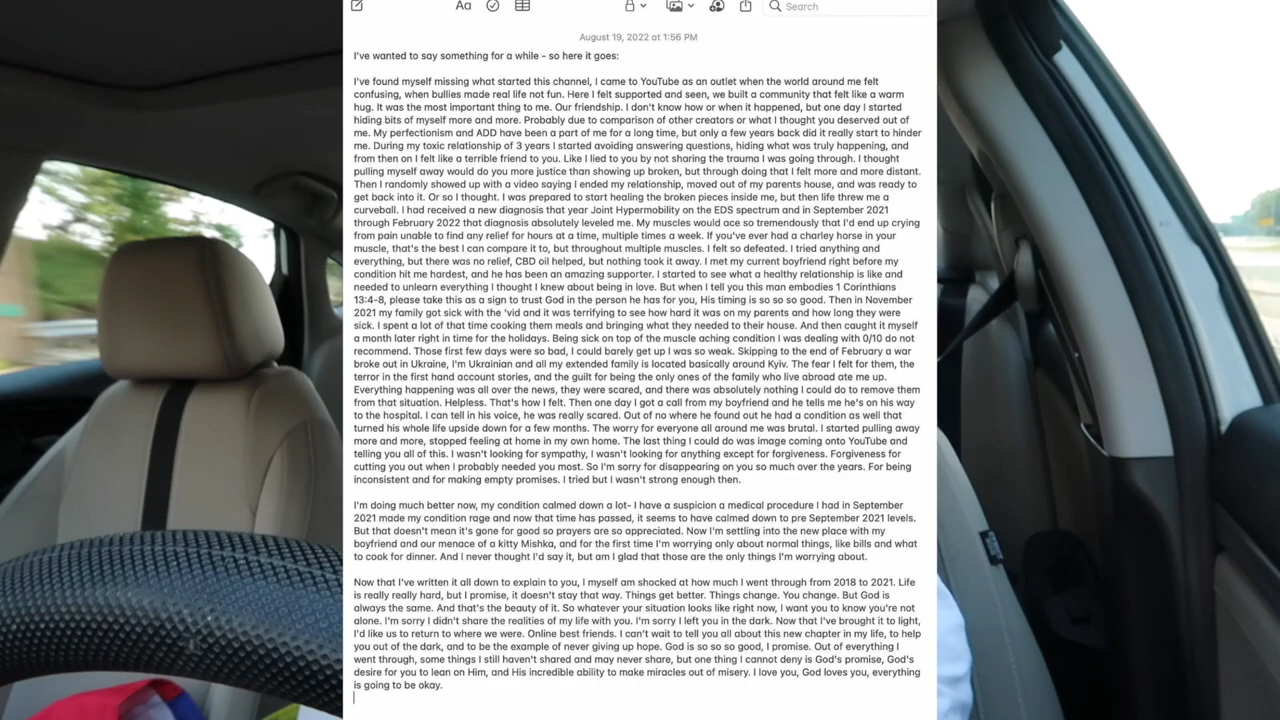 Aa
Search
August 19, 2022 at 1:56 PM
I've wanted to say something for a while - so here it goes:
I've found myself missing what started this channel, I came to YouTube as an outlet when the world around me felt
confusing, when bullies made real life not fun. Here I felt supported and seen, we built a community that felt like a warm
hug. It was the most important thing to me. Our friendship. I don't know how or when it happened, but one day I started
hiding bits of myself more and more. Probably due to comparison of other creators or what I thought you deserved out of
me. My perfectionism and ADD have been a part of me for a long time, but only a few years back did it really start to hinder
me. During my toxic relationship of 3 years I started avoiding answering questions, hiding what was truly happening, and
from then on I felt like a terrible friend to you. Like I lied to you by not sharing the trauma I was going through. I thought
pulling myself away would do you more justice than showing up broken, but through doing that I felt more and more distant.
Then I randomly showed up with a video saying I ended my relationship, moved out of my parents house, and was ready to
get back into it. Or so I thought. I was prepared to start healing the broken pieces inside me, but then life threw me a
curveball. I had received a new diagnosis that year Joint Hypermobility on the EDS spectrum and in September 2021
through February 2022 that diagnosis absolutely leveled me. My muscles would ace so tremendously that I'd end up crying
from pain unable to find any relief for hours at a time, multiple times a week. If you've ever had a charley horse in your
muscle, that's the best I can compare it to, but throughout multiple muscles. I felt so defeated. I tried anything and
everything, but there was no relief, CBD oil helped, but nothing took it away. I met my current boyfriend right before my
condition hit me hardest, and he has been an amazing supporter. I started to see what a healthy relationship is like and
needed to unlearn everything I thought I knew about being in love. But when I tell you this man embodies 1 Corinthians
13:4-8, please take this as a sign to trust God in the person he has for you, His timing is so so so good. Then in November
2021 my family got sick with the 'vid and it was terrifying to see how hard it was on my parents and how long they were
sick. I spent a lot of that time cooking them meals and bringing what they needed to their house. And then caught it myself
a month later right in time for the holidays. Being sick on top of the muscle aching condition I was dealing with 0/10 do not
recommend. Those first few days were so bad, I could barely get up I was so weak. Skipping to the end of February a war
broke out in Ukraine, I'm Ukrainian and all my extended family is located basically around Kyiv. The fear I felt for them, the
terror in the first hand account stories, and the guilt for being the only ones of the family who live abroad ate me up.
Everything happening was all over the news, they were scared, and there was absolutely nothing I could do to remove them
from that situation. Helpless. That's how I felt. Then one day I got a call from my boyfriend and he tells me he's on his way
to the hospital. I can tell in his voice, he was really scared. Out of no where he found out he had a condition as well that
turned his whole life upside down for a few months. The worry for everyone all around me was brutal. I started pulling away
more and more, stopped feeling at home in my own home. The last thing I could do was image coming onto YouTube and
telling you all of this. I wasn't looking for sympathy, I wasn't looking for anything except for forgiveness. Forgiveness for
cutting you out when I probably needed you most. So I'm sorry for disappearing on you so much over the years. For being
inconsistent and for making empty promises. I tried but I wasn't strong enough then.
I'm doing much better now, my condition calmed down a lot- I have a suspicion a medical procedure I had in September
2021 made my condition rage and now that time has passed, it seems to have calmed down to pre September 2021 levels.
But that doesn't mean it's gone for good so prayers are so appreciated. Now I'm settling into the new place with my
boyfriend and our menace of a kitty Mishka, and for the first time I'm worrying only about normal things, like bills and what
to cook for dinner. And I never thought I'd say it, but am I glad that those are the only things I'm worrying about.
Now that I've written it all down to explain to you, I myself am shocked at how much I went through from 2018 to 2021. Life
is really really hard, but I promise, it doesn't stay that way. Things get better. Things change. You change. But God is
always the same. And that's the beauty of it. So whatever your situation looks like right now, I want you to know you're not
alone. I'm sorry I didn't share the realities of my life with you. I'm sorry I left you in the dark. Now that I've brought it to light,
I'd like us to return to where we were. Online best friends. I can't wait to tell you all about this new chapter in my life, to help
you out of the dark, and to be the example of never giving up hope. God is so so so good, I promise. Out of everything I
went through, some things I still haven't shared and may never share, but one thing I cannot deny is God's promise, God's
desire for you to lean on Him, and His incredible ability to make miracles out of misery. I love you, God loves you, everything
is going to be okay.